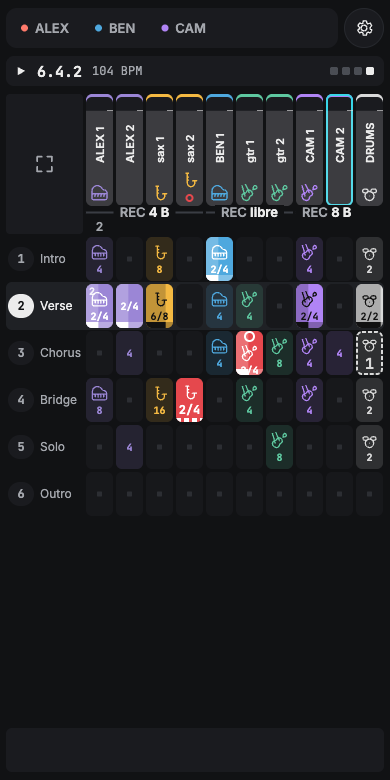 ALEX BEN CAM
6.4.2 104 BPM
ALEX 1 ALEX 2 sax 1 sax 2 BEN 1 gtr 1 gtr 2 CAM 1 CAM 2 DRUMS
REC 4 B REC libre REC 8 B
2
1 Intro 4 8 2/4 4 2
2 Verse 2 2/4 2/4 6/8 4 4 2/4 2/2
3 Chorus 4 4 8 4 4 1
4 Bridge 8 16 2/4 4 4 2
5 Solo 4 8 2
6 Outro